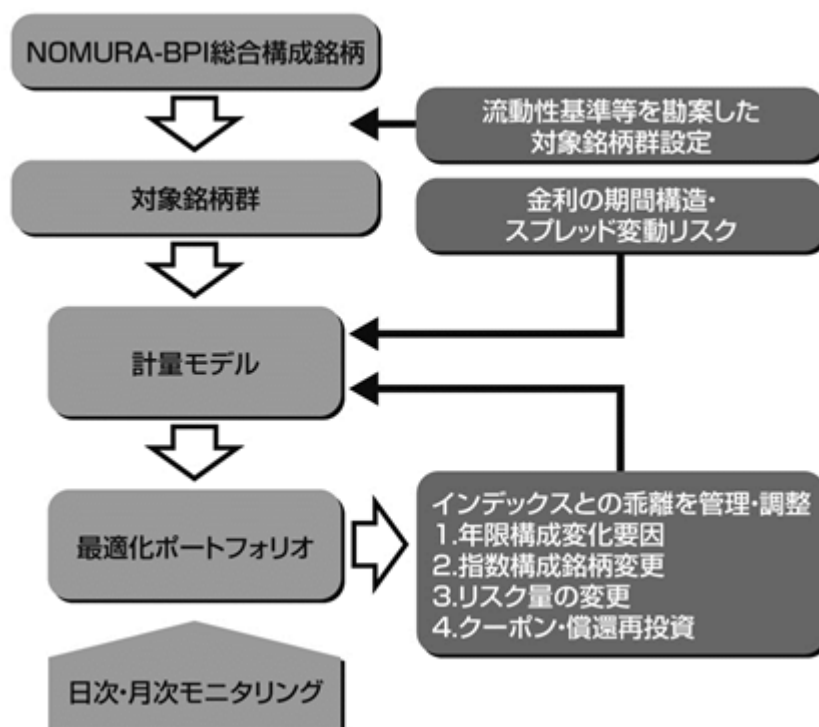 NOMURA-BPI総合構成銘柄
流動性基準等を勘案した
対象銘柄群設定
対象銘柄群
金利の期間構造・
スプレッド変動リスク
計量モデル
最適化ポートフォリオ
インデックスとの乖離を管理・調整
1.年限構成変化要因
2.指数構成銘柄変更
3.リスク量の変更
4.クーポン・償還再投資
日次・月次モニタリング